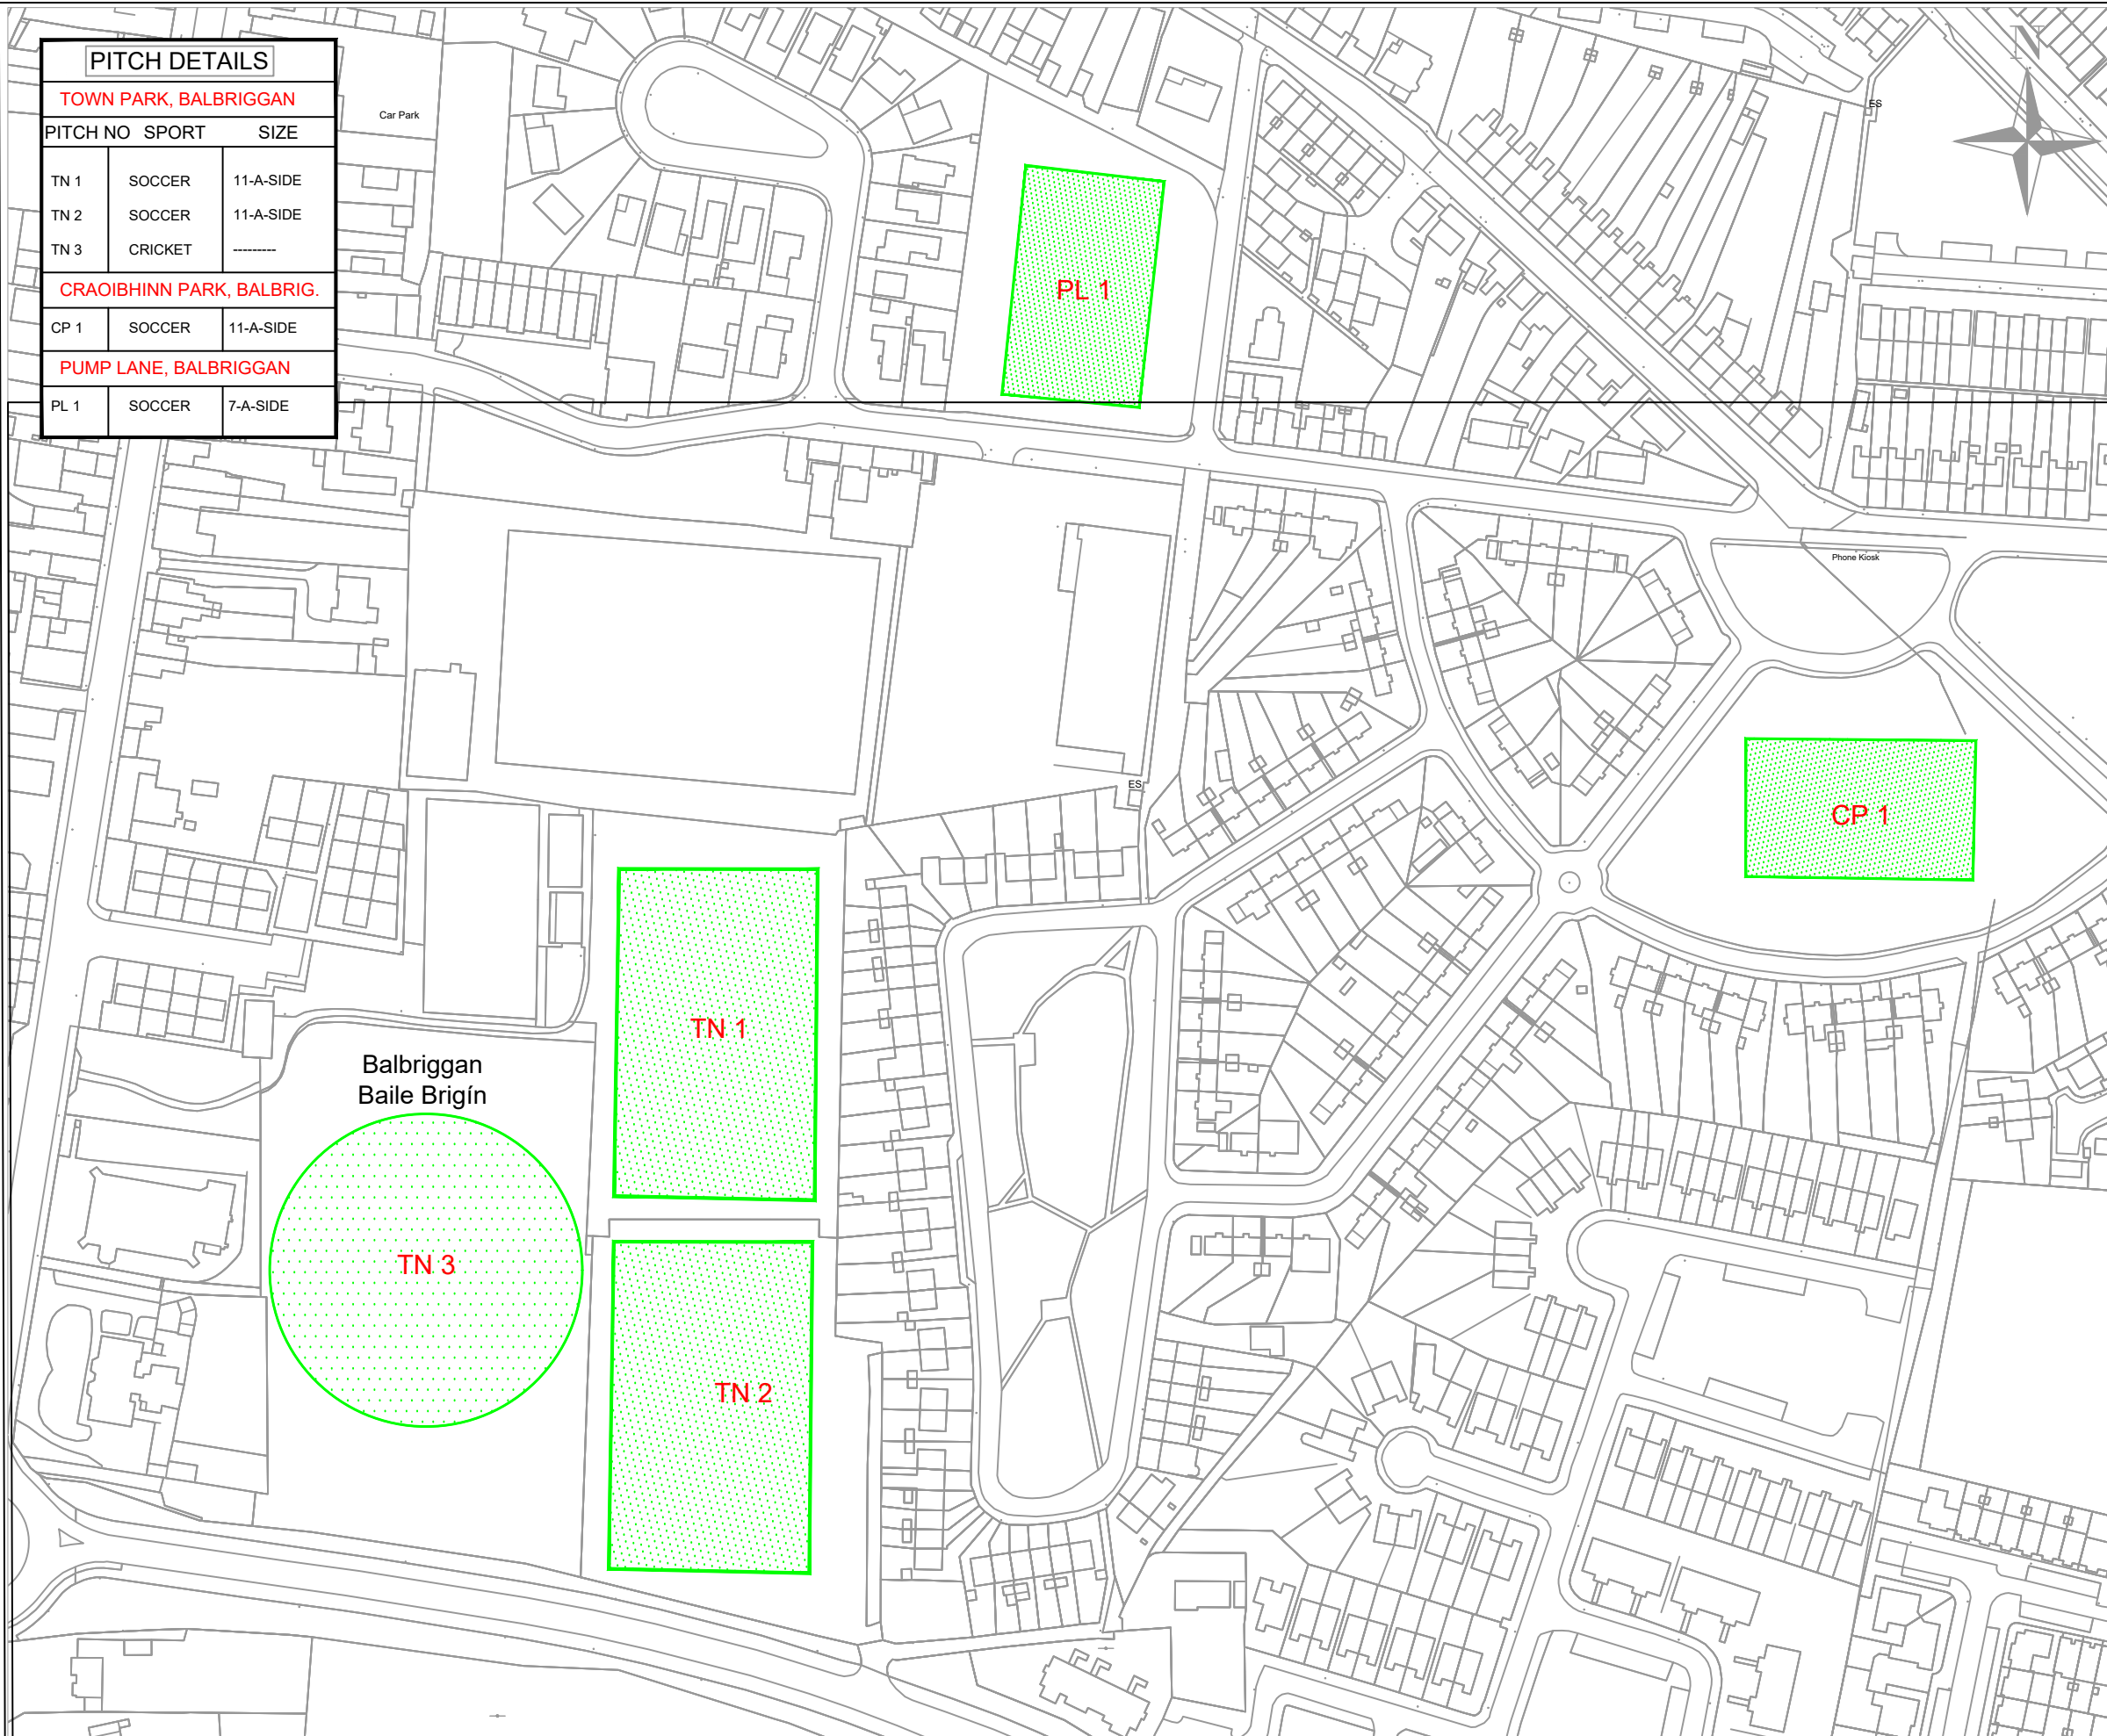 PITCH DETAILS
TOWN PARK, BALBRIGGAN
PITCH NO SPORT SIZE
TN 1 SOCCER 11-A-SIDE
TN 2 SOCCER 11-A-SIDE
TN 3 CRICKET ---------
CRAOIBHINN PARK, BALBRIG.
CP 1 SOCCER 11-A-SIDE
PUMP LANE, BALBRIGGAN
PL 1 SOCCER 7-A-SIDE
Car Park
N
ES
PL 1
Phone Kiosk
ES
CP 1
TN 1
Balbriggan
Baile Brigín
TN 3
TN 2